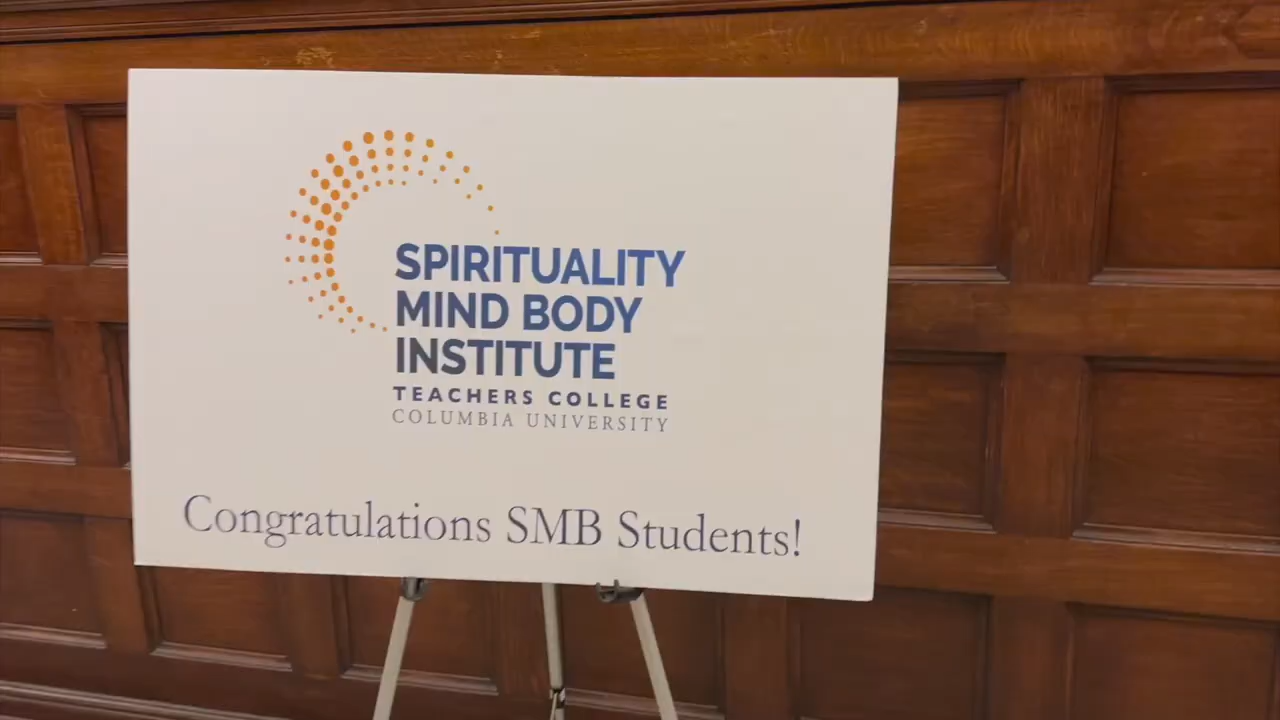 SPIRITUALITY
MIND BODY
INSTITUTE
TEACHERS COLLEGE
COLUMBIA UNIVERSITY
Congratulations SMB Students!